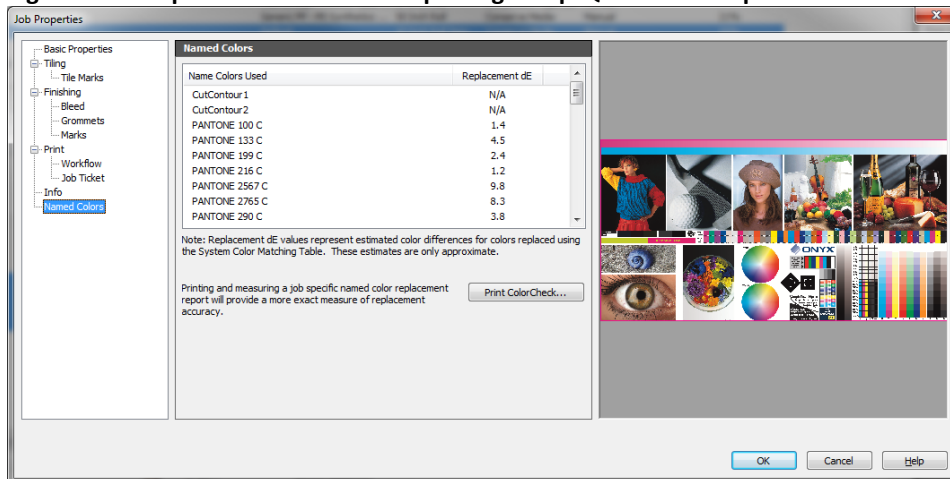 Job Properties
Basic Properties
Tiling
Tile Marks
Finishing
Bleed
Grommets
Marks
Print
Workflow
Job Ticket
Info
Named Colors
Named Colors
Name Colors Used Replacement dE
CutContour1 N/A
CutContour2 N/A
PANTONE 100 C 1.4
PANTONE 133 C 4.5
PANTONE 199 C 2.4
PANTONE 216 C 1.2
PANTONE 2567 C 9.8
PANTONE 2765 C 8.3
PANTONE 290 C 3.8
Note: Replacement dE values represent estimated color differences for colors replaced using
the System Color Matching Table. These estimates are only approximate.
Printing and measuring a job specific named color replacement
report will provide a more exact measure of replacement
accuracy.
Print ColorCheck...
ONYX
OK Cancel Help